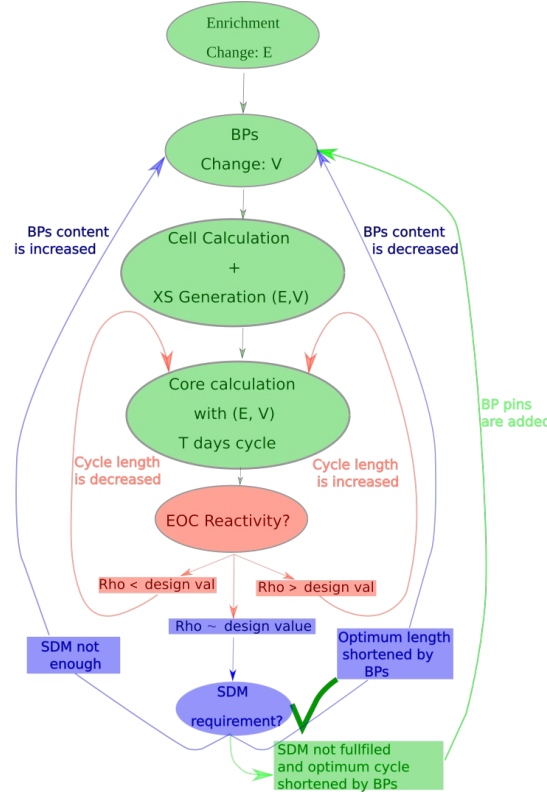 Enrichment
Change: E
BPs
Change: V
BPs content
is increased
BPs content
is decreased
Cell Calculation
+
XS Generation (E,V)
Core calculation
with (E, V)
T days cycle
BP pins
are added
Cycle length
is decreased
Cycle length
is increased
EOC Reactivity?
Rho < design val
Rho > design val
Rho ~ design value
SDM not
enough
Optimum length
shortened by
BPs
SDM
requirement?
SDM not fullfiled
and optimum cycle
shortened by BPs